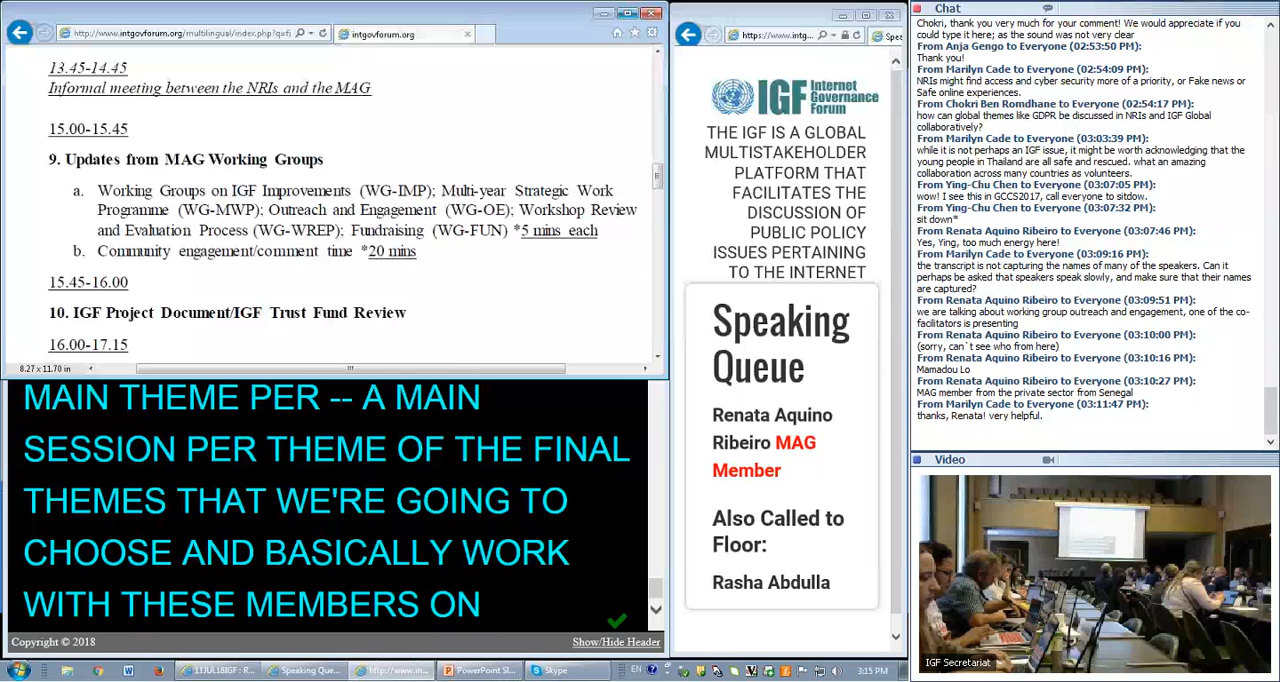 http://www.intgovforum.org/multilingual/index.php?q=fi
intgovforum.org
13.45-14.45
Informal meeting between the NRIs and the MAG
15.00-15.45
9. Updates from MAG Working Groups
a. Working Groups on IGF Improvements (WG-IMP); Multi-year Strategic Work
Programme (WG-MWP); Outreach and Engagement (WG-OE); Workshop Review
and Evaluation Process (WG-WREP); Fundraising (WG-FUN) *5 mins each
b. Community engagement/comment time *20 mins
15.45-16.00
10. IGF Project Document/IGF Trust Fund Review
16.00-17.15
8.27 x 11.70 in
MAIN THEME PER -- A MAIN
SESSION PER THEME OF THE FINAL
THEMES THAT WE'RE GOING TO
CHOOSE AND BASICALLY WORK
WITH THESE MEMBERS ON
Copyright © 2018
Show/Hide Header
https://www.intg...
Spea
IGF Internet
Governance
Forum
THE IGF IS A GLOBAL
MULTISTAKEHOLDER
PLATFORM THAT
FACILITATES THE
DISCUSSION OF
PUBLIC POLICY
ISSUES PERTAINING
TO THE INTERNET
Speaking
Queue
Renata Aquino
Ribeiro MAG
Member
Also Called to
Floor:
Rasha Abdulla
Chat
Chokri, thank you very much for your comment! We would appreciate if you
could type it here; as the sound was not very clear
From Anja Gengo to Everyone (02:53:50 PM):
Thank you!
From Marilyn Cade to Everyone (02:54:09 PM):
NRIs might find access and cyber security more of a priority, or Fake news or
Safe online experiences.
From Chokri Ben Romdhane to Everyone (02:54:17 PM):
how can global themes like GDPR be discussed in NRIs and IGF Global
collaboratively?
From Marilyn Cade to Everyone (03:03:39 PM):
while it is not perhaps an IGF issue, it might be worth acknowledging that the
young people in Thailand are all safe and rescued. what an amazing
collaboration across many countries as volunteers.
From Ying-Chu Chen to Everyone (03:07:05 PM):
wow! I see this in GCCS2017, call everyone to sitdow.
From Ying-Chu Chen to Everyone (03:07:32 PM):
sit down*
From Renata Aquino Ribeiro to Everyone (03:07:46 PM):
Yes, Ying, too much energy here!
From Marilyn Cade to Everyone (03:09:16 PM):
the transcript is not capturing the names of many of the speakers. Can it
perhaps be asked that speakers speak slowly, and make sure that their names
are captured?
From Renata Aquino Ribeiro to Everyone (03:09:51 PM):
we are talking about working group outreach and engagement, one of the co-
facilitators is presenting
From Renata Aquino Ribeiro to Everyone (03:10:00 PM):
(sorry, can`t see who from here)
From Renata Aquino Ribeiro to Everyone (03:10:16 PM):
Mamadou Lo
From Renata Aquino Ribeiro to Everyone (03:10:27 PM):
MAG member from the private sector from Senegal
From Marilyn Cade to Everyone (03:11:47 PM):
thanks, Renata! very helpful.
Video
IGF Secretariat
11JUL18IGF : R...
Speaking Que...
http://www.in...
PowerPoint Sl...
Skype
EN
3:15 PM